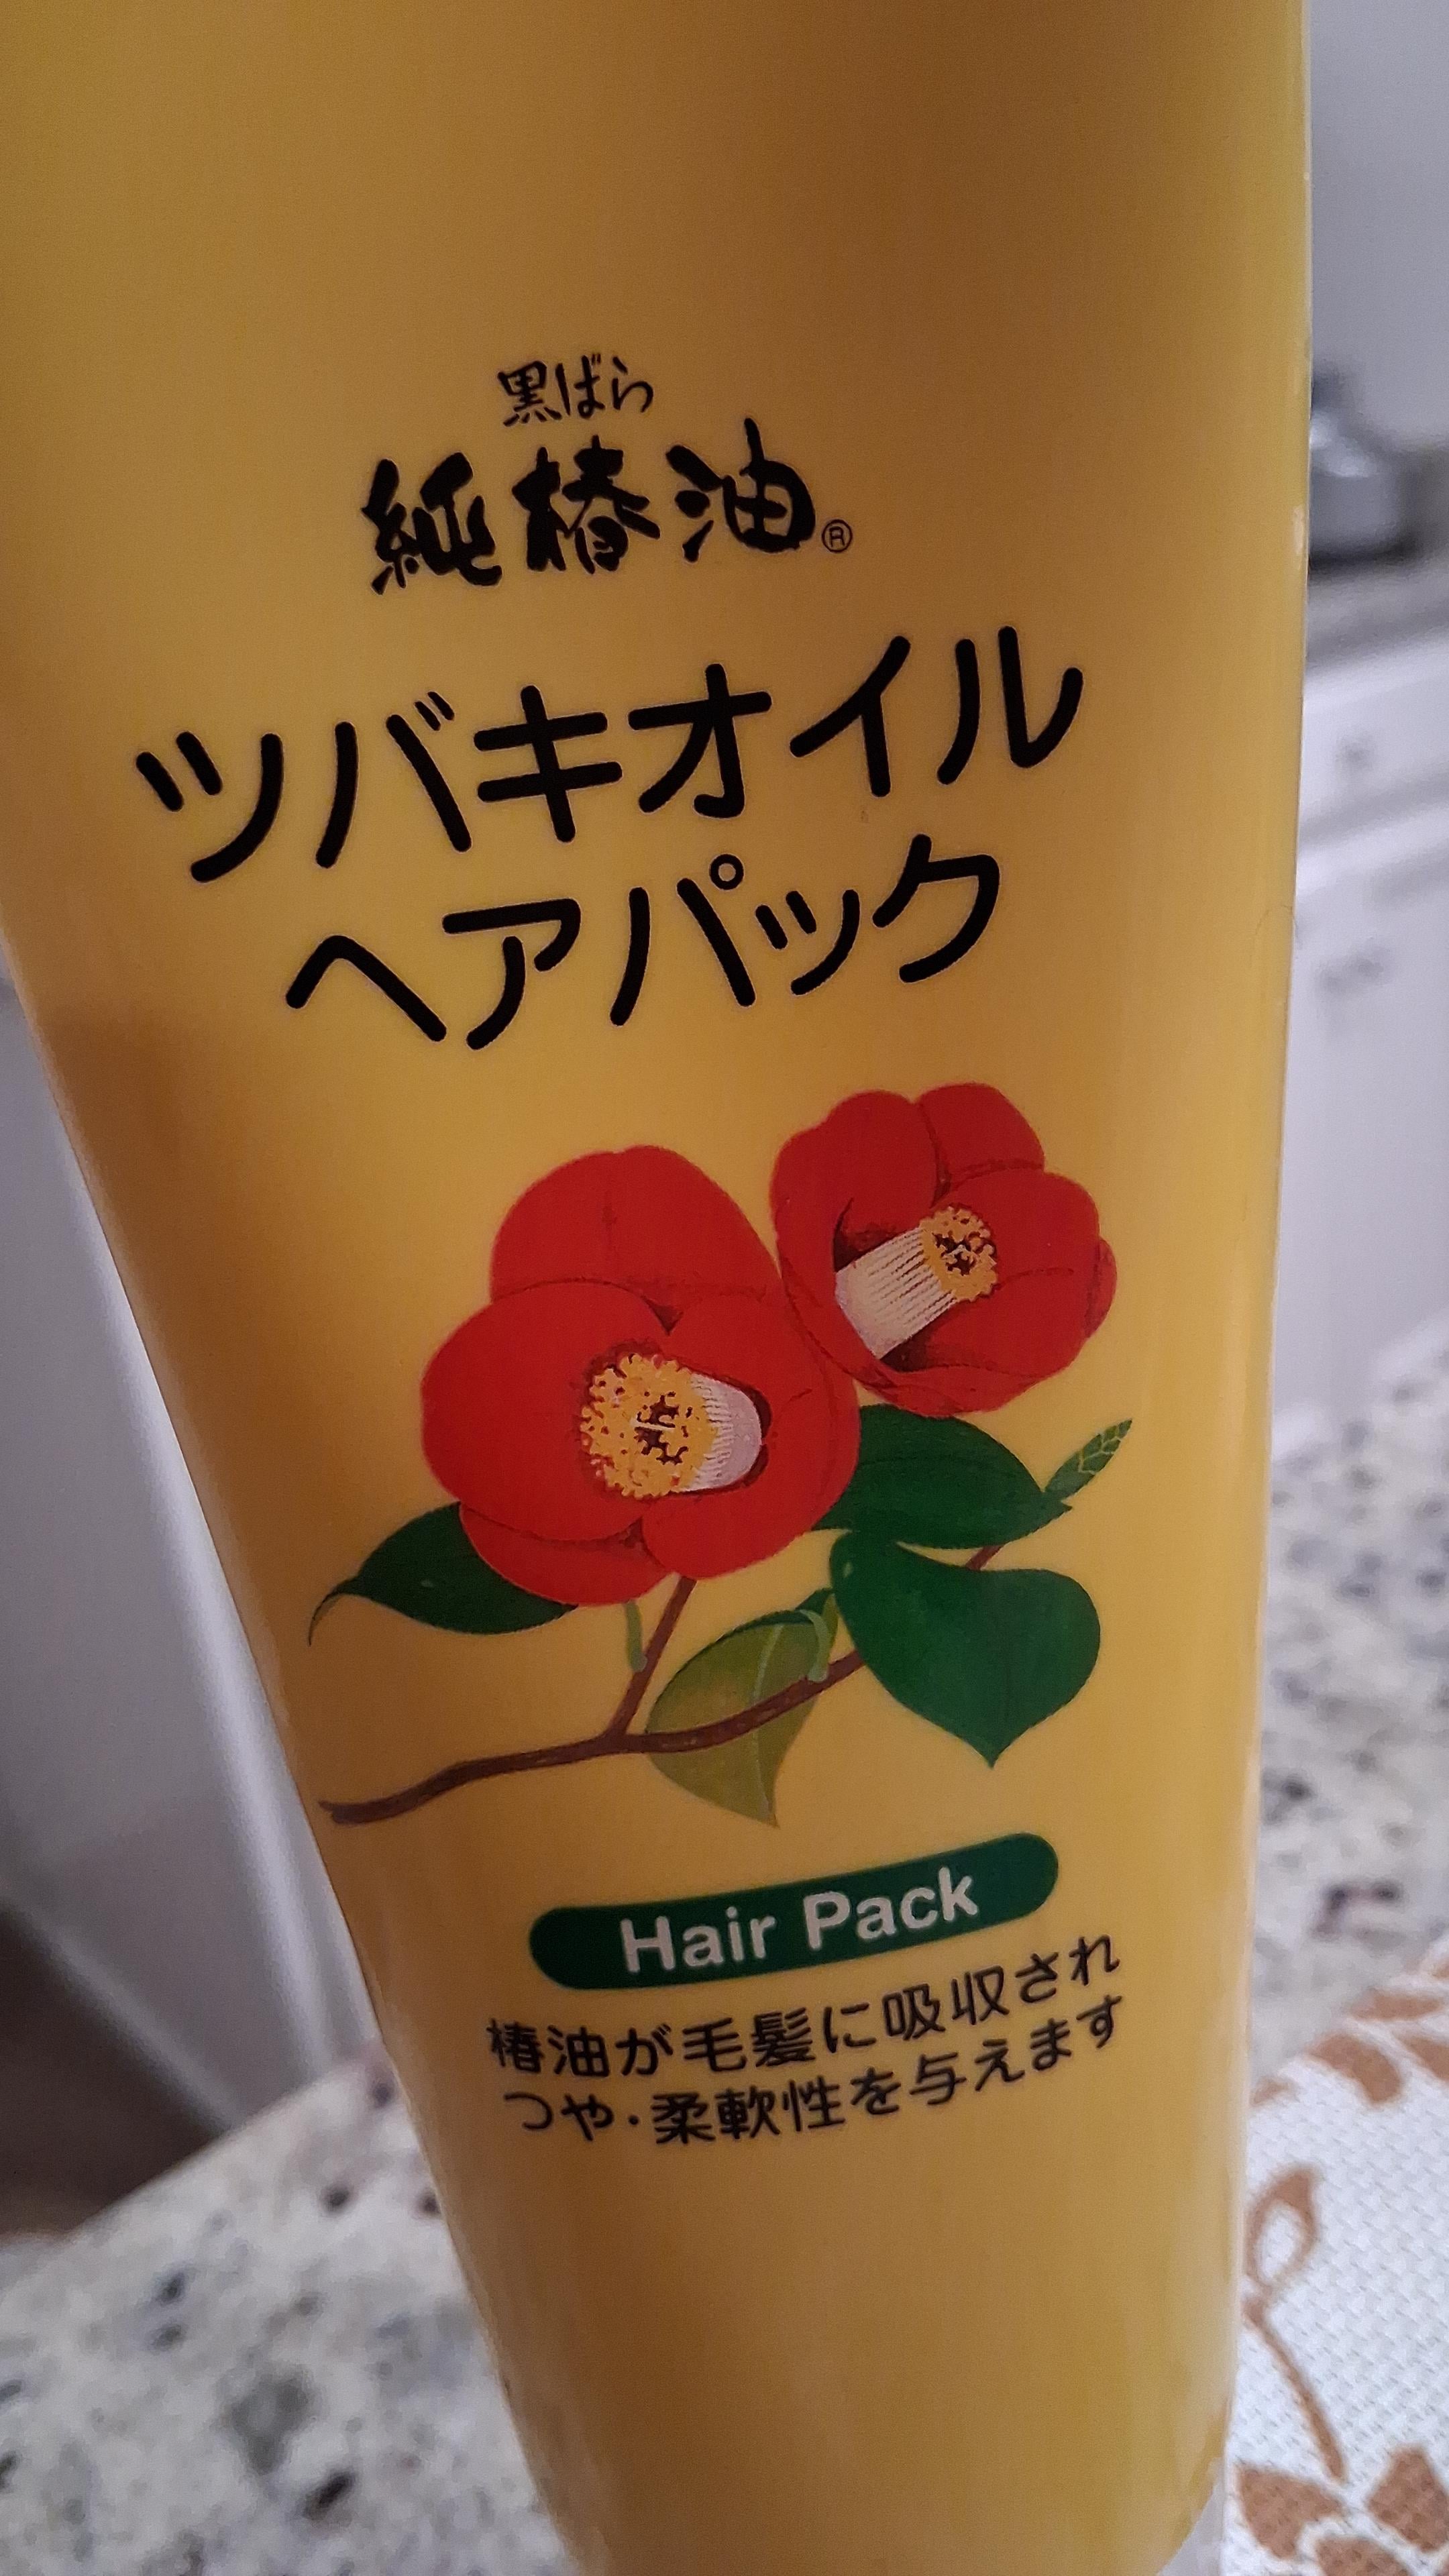 黒ばら
純椿油®
ツバキオイル
ヘアパック
Hair Pack
椿油が毛髪に吸収され
つや・柔軟性を与えます